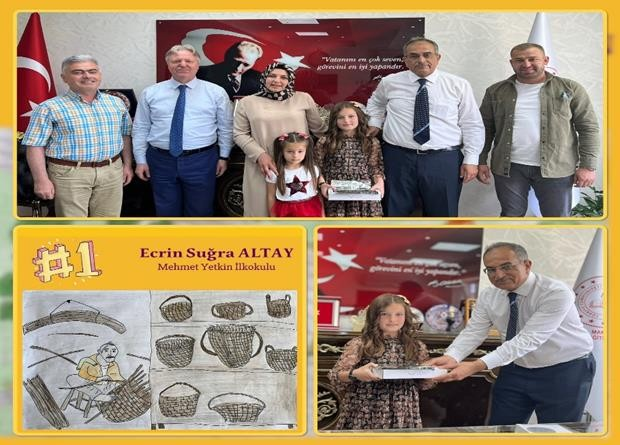 "Vatanını en çok seven,
görevini en iyi yapandır.
#1
Ecrin Suğra ALTAY
Mehmet Yetkin İlkokulu
"Vatanını en çok seven
görevini en iyi yapandır.